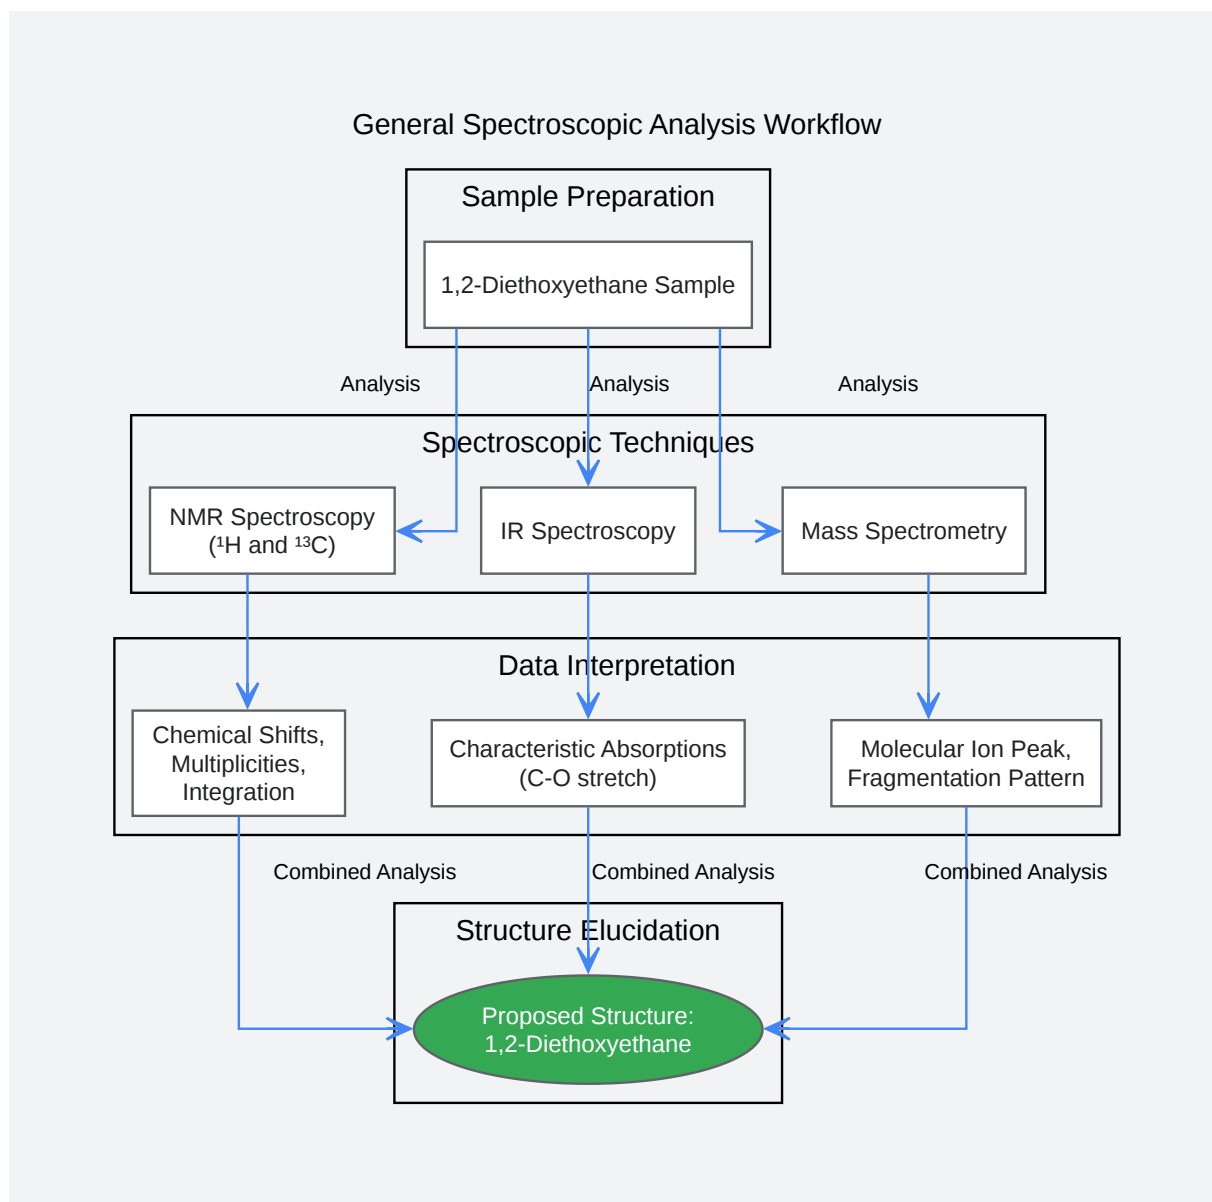 General Spectroscopic Analysis Workflow
Sample Preparation
1,2-Diethoxyethane Sample
Analysis
Analysis
Analysis
Spectroscopic Techniques
NMR Spectroscopy
(¹H and ¹³C)
IR Spectroscopy
Mass Spectrometry
Data Interpretation
Chemical Shifts,
Multiplicities,
Integration
Characteristic Absorptions
(C-O stretch)
Molecular Ion Peak,
Fragmentation Pattern
Combined Analysis
Combined Analysis
Combined Analysis
Structure Elucidation
Proposed Structure:
1,2-Diethoxyethane